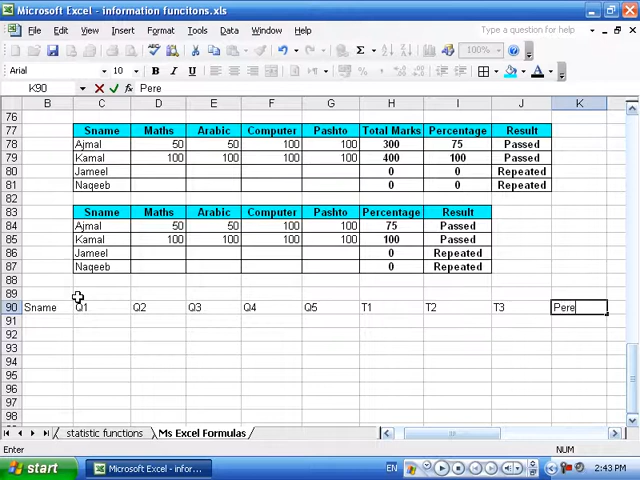 Microsoft Excel - information funcitons.xls
File Edit View Insert Format Tools Data Window Help Type a question for help
100%
Arial 10 B I U
K90 Pere
B C D E F G H I J K
76
77 Sname Maths Arabic Computer Pashto Total Marks Percentage Result
78 Ajmal 50 50 100 100 300 75 Passed
79 Kamal 100 100 100 100 400 100 Passed
80 Jameel 0 0 Repeated
81 Naqeeb 0 0 Repeated
82
83 Sname Maths Arabic Computer Pashto Percentage Result
84 Ajmal 50 50 100 100 75 Passed
85 Kamal 100 100 100 100 100 Passed
86 Jameel 0 Repeated
87 Naqeeb 0 Repeated
88
89
90 Sname Q1 Q2 Q3 Q4 Q5 T1 T2 T3 Pere
91
92
93
94
95
96
97
98
statistic functions Ms Excel Formulas
Enter NUM
start Microsoft Excel - infor... EN 2:43 PM